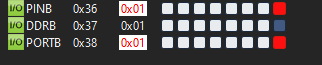 I/O PINB 0x36 0x01
I/O DDRB 0x37 0x01
I/O PORTB 0x38 0x01